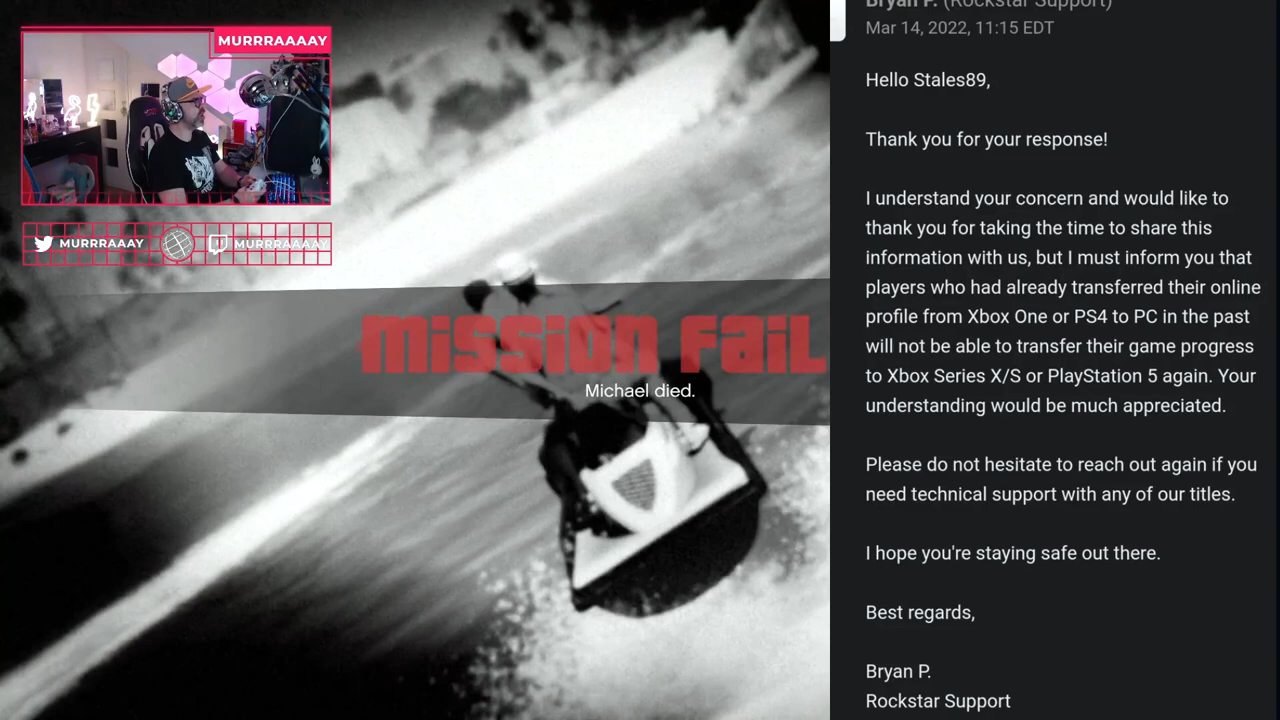 MURRRAAAAY
MURRRAAAY
MURRRAAAY
mission fail
Michael died.
Bryan P. (Rockstar Support)
Mar 14, 2022, 11:15 EDT
Hello Stales89,
Thank you for your response!
I understand your concern and would like to
thank you for taking the time to share this
information with us, but I must inform you that
players who had already transferred their online
profile from Xbox One or PS4 to PC in the past
will not be able to transfer their game progress
to Xbox Series X/S or PlayStation 5 again. Your
understanding would be much appreciated.
Please do not hesitate to reach out again if you
need technical support with any of our titles.
I hope you're staying safe out there.
Best regards,
Bryan P.
Rockstar Support